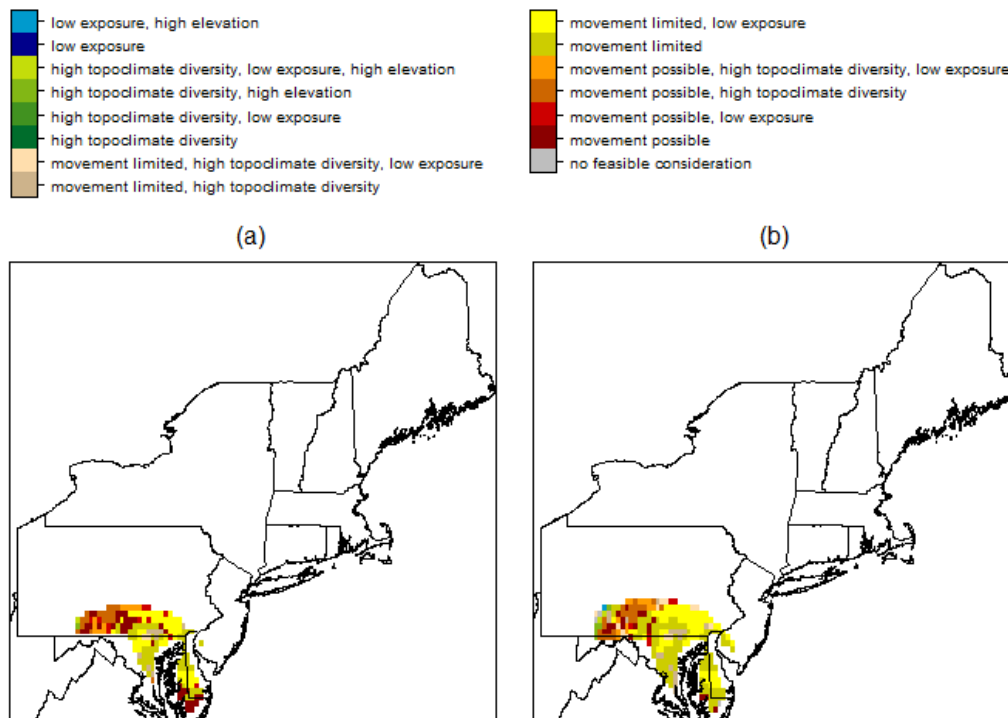 low exposure, high elevation
low exposure
high topoclimate diversity, low exposure, high elevation
high topoclimate diversity, high elevation
high topoclimate diversity, low exposure
high topoclimate diversity
movement limited, high topoclimate diversity, low exposure
movement limited, high topoclimate diversity
movement limited, low exposure
movement limited
movement possible, high topoclimate diversity, low exposure
movement possible, high topoclimate diversity
movement possible, low exposure
movement possible
no feasible consideration
(a)
(b)